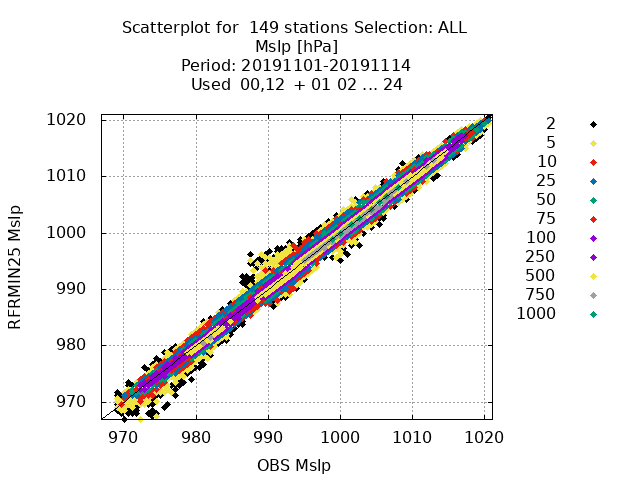 Scatterplot for 149 stations Selection: ALL
Mslp [hPa]
Period: 20191101-20191114
Used 00,12 + 01 02 ... 24
RFRMIN25 Mslp
1020
1010
1000
990
980
970
970 980 990 1000 1010 1020
OBS Mslp
2
5
10
25
50
75
100
250
500
750
1000